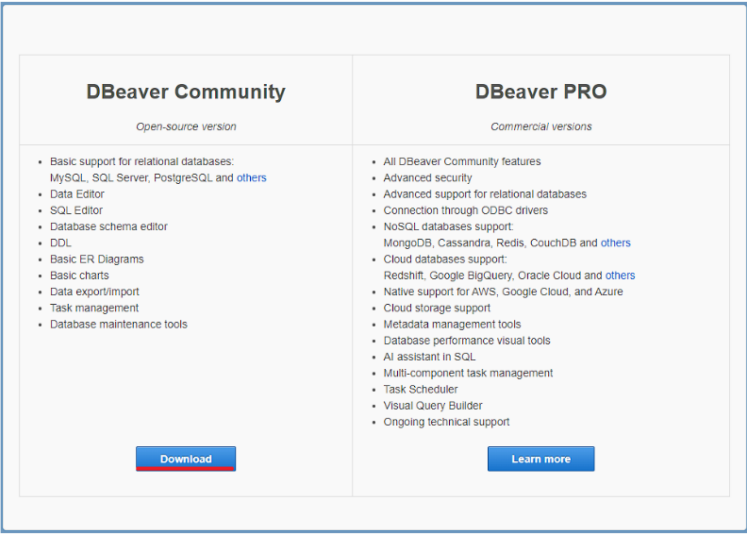 DBeaver Community
Open-source version
Basic support for relational databases:
MySQL, SQL Server, PostgreSQL and others
Data Editor
SQL Editor
Database schema editor
DDL
Basic ER Diagrams
Basic charts
Data export/import
Task management
Database maintenance tools
Download
DBeaver PRO
Commercial versions
All DBeaver Community features
Advanced security
Advanced support for relational databases
Connection through ODBC drivers
NoSQL databases support:
MongoDB, Cassandra, Redis, CouchDB and others
Cloud databases support:
Redshift, Google BigQuery, Oracle Cloud and others
Native support for AWS, Google Cloud, and Azure
Cloud storage support
Metadata management tools
Database performance visual tools
AI assistant in SQL
Multi-component task management
Task Scheduler
Visual Query Builder
Ongoing technical support
Learn more